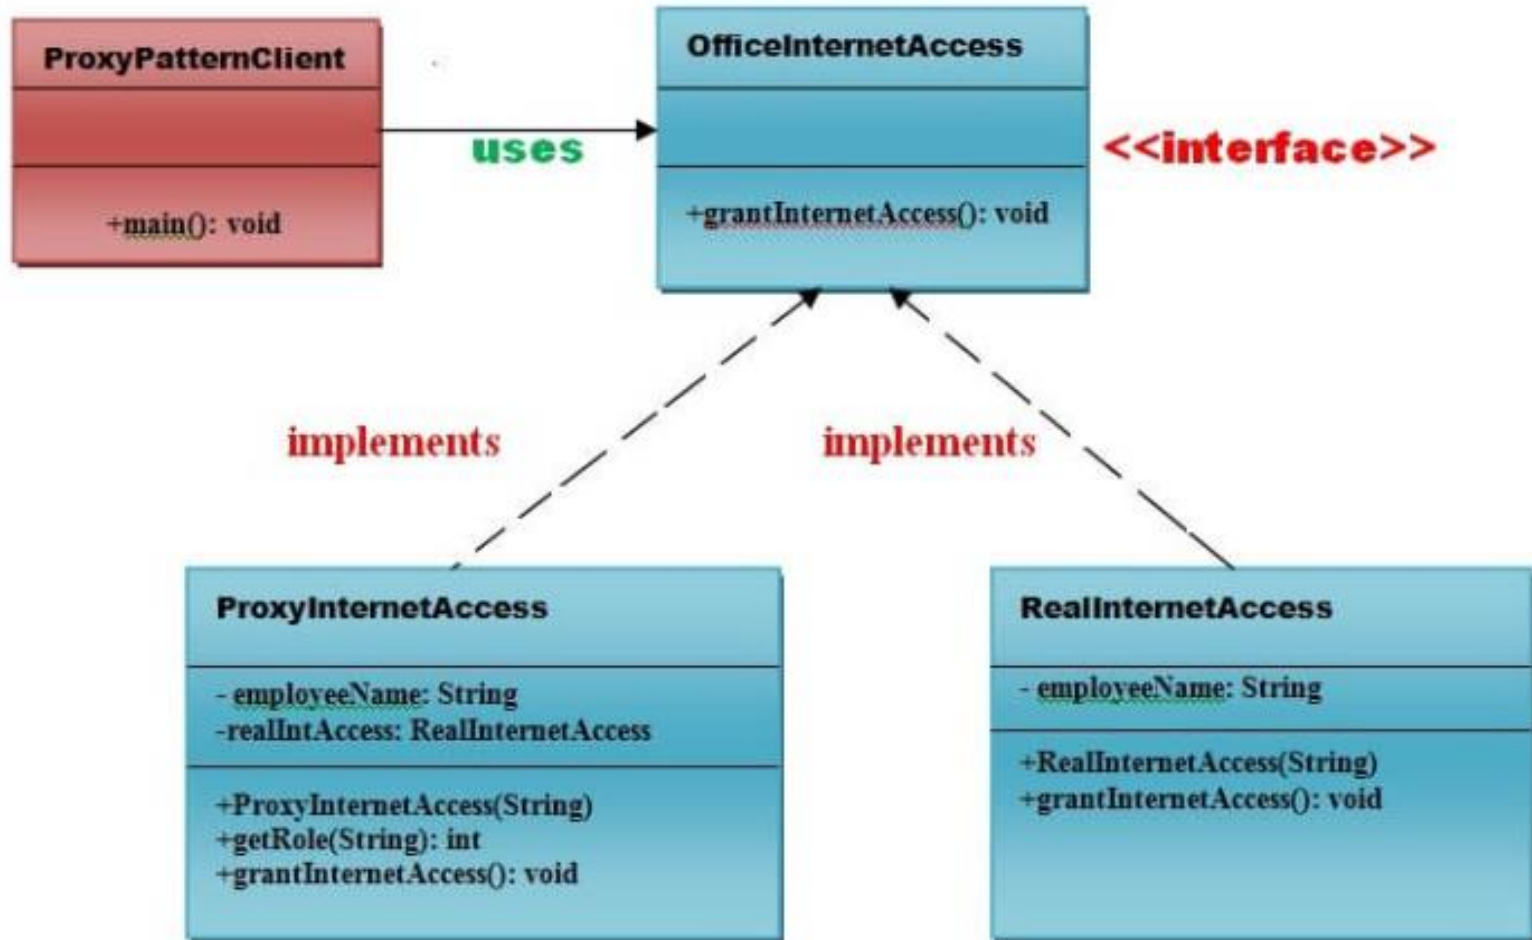 ProxyPatternClient
+main(): void
uses
OfficeInternetAccess
+grantInternetAccess(): void
<<interface>>
implements
implements
ProxyInternetAccess
- employeeName: String
-realIntAccess: RealInternetAccess
+ProxyInternetAccess(String)
+getRole(String): int
+grantInternetAccess(): void
RealInternetAccess
- employeeName: String
+RealInternetAccess(String)
+grantInternetAccess(): void